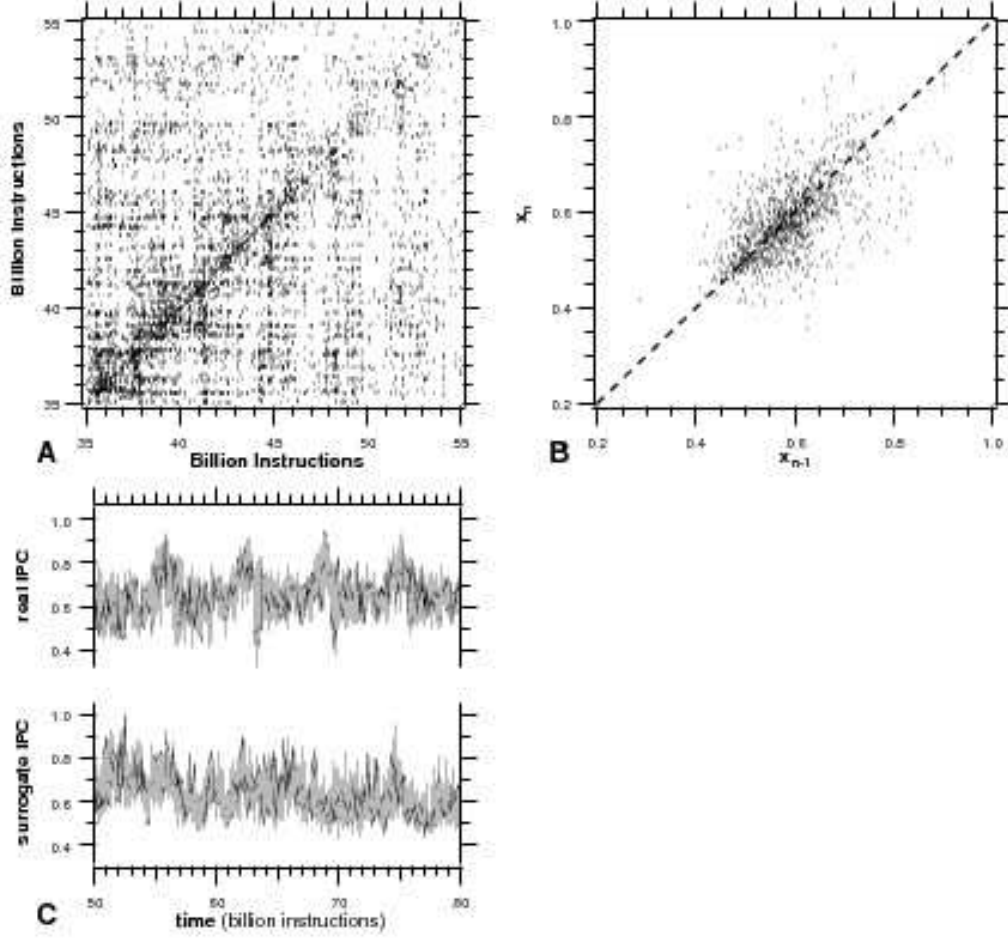 55
50
45
40
35
Billion Instructions
35 40 45 50 55
A
Billion Instructions
1.0
0.8
0.6
0.4
0.2
xn
0.2 0.4 0.6 0.8 1.0
B
xn-1
1.0
0.8
0.6
0.4
real IPC
1.0
0.8
0.6
0.4
surrogate IPC
50 60 70 80
C
time (billion instructions)